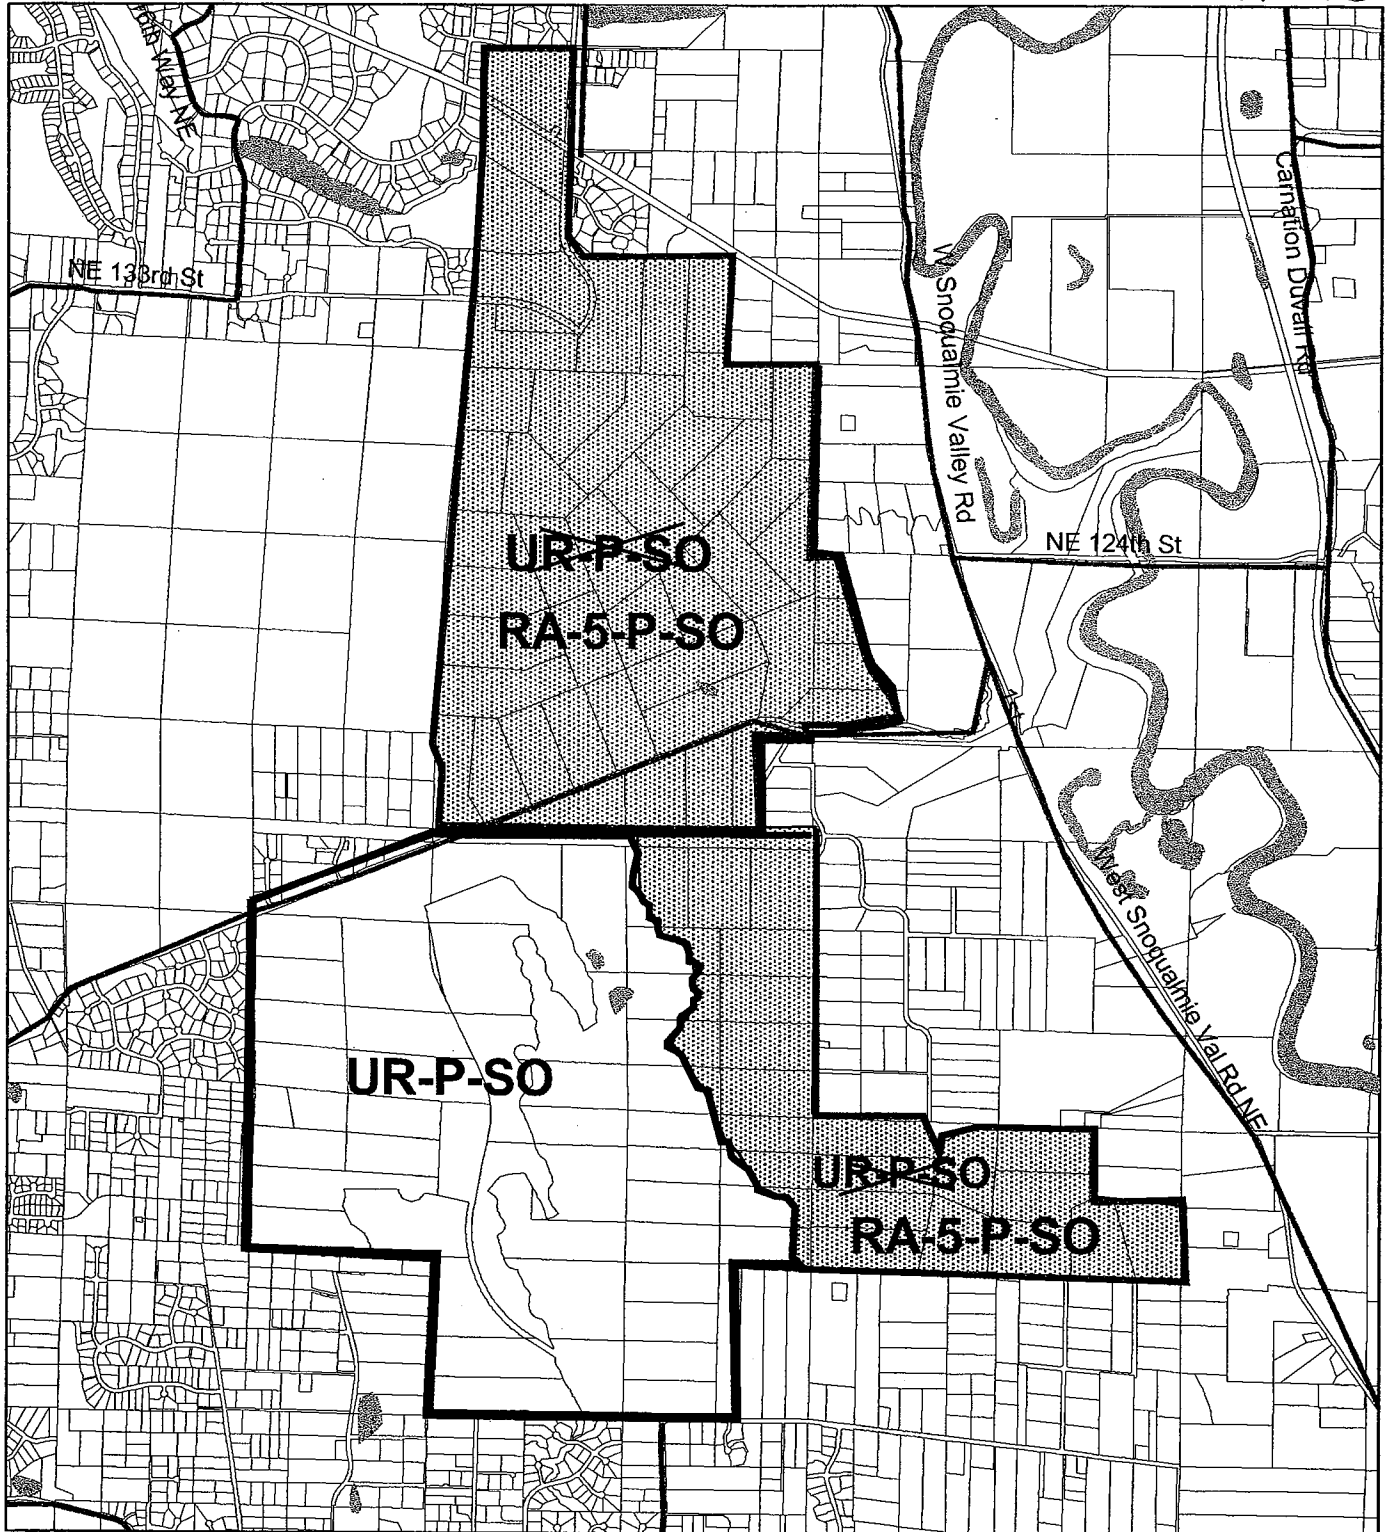 NE 133rd St
W Snoqualmie Valley Rd
Carnation Duvall Rd
NE 124th St
UR-P-SO
RA-5-P-SO
1st
West Snoqualmie Val Rd NE
UR-P-SO
UR-P-SO
RA-5-P-SO